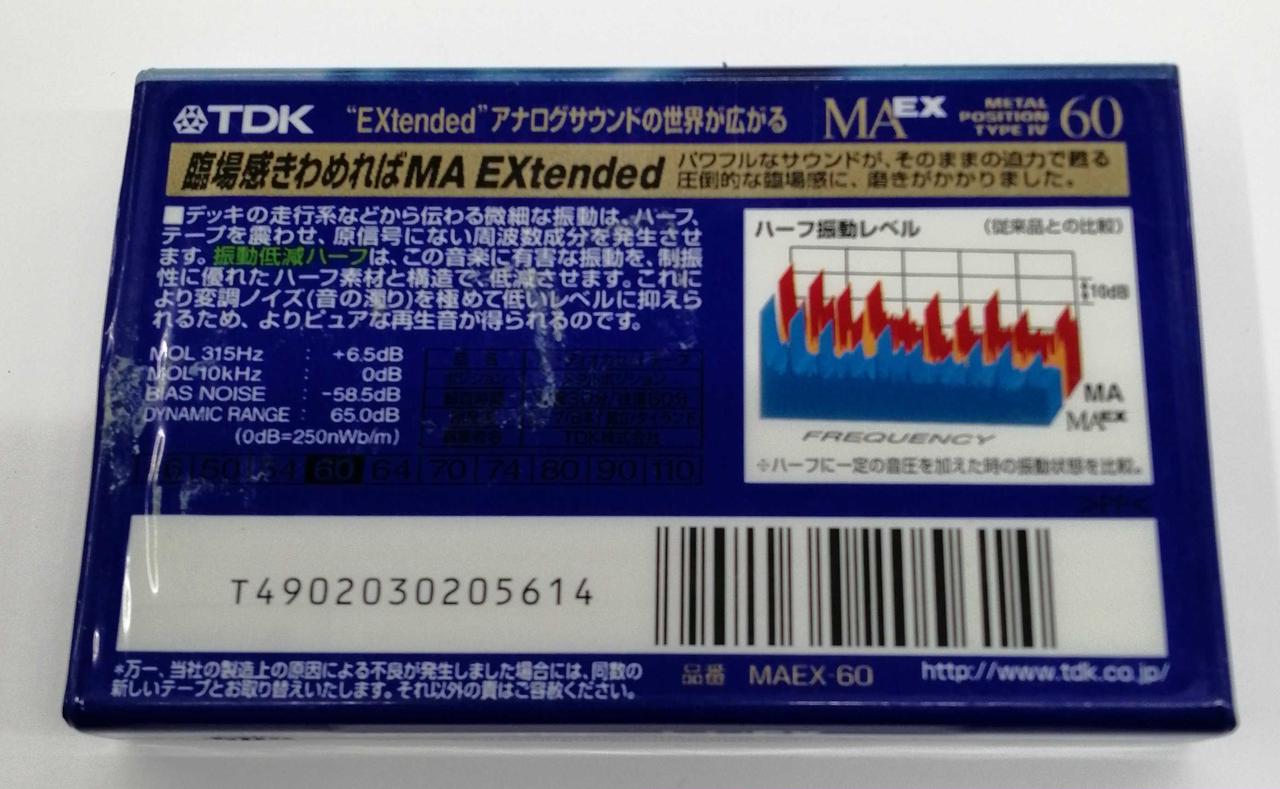 TDK "EXtended"アナログサウンドの世界が広がる MAEX METAL POSITION TYPE IV 60
臨場感きわめればMA EXtended
パワフルなサウンドが、そのままの迫力で甦る
圧倒的な臨場感に、磨きがかかりました。
■デッキの走行系などから伝わる微細な振動は、ハーフ、
テープを震わせ、原信号にない周波数成分を発生させ
ます。振動低減ハーフは、この音楽に有害な振動を、制振
性に優れたハーフ素材と構造で、低減させます。これに
より変調ノイズ(音の濁り)を極めて低いレベルに抑えら
れるため、よりピュアな再生音が得られるのです。
MOL 315Hz : +6.5dB
MOL 10kHz : 0dB
BIAS NOISE : -58.5dB
DYNAMIC RANGE : 65.0dB
(0dB=250nWb/m)
品名 テープ
TDK株式会社
46 50 54 60 64 70 74 80 90 110
ハーフ振動レベル (従来品との比較)
10dB
MA
MAEX
FREQUENCY
※ハーフに一定の音圧を加えた時の振動状態を比較。
>PP<
T4902030205614
*万一、当社の製造上の原因による不良が発生しました場合には、同数の
新しいテープとお取り替えいたします。それ以外の責はご容赦ください。
品番 MAEX-60
http://www.tdk.co.jp/